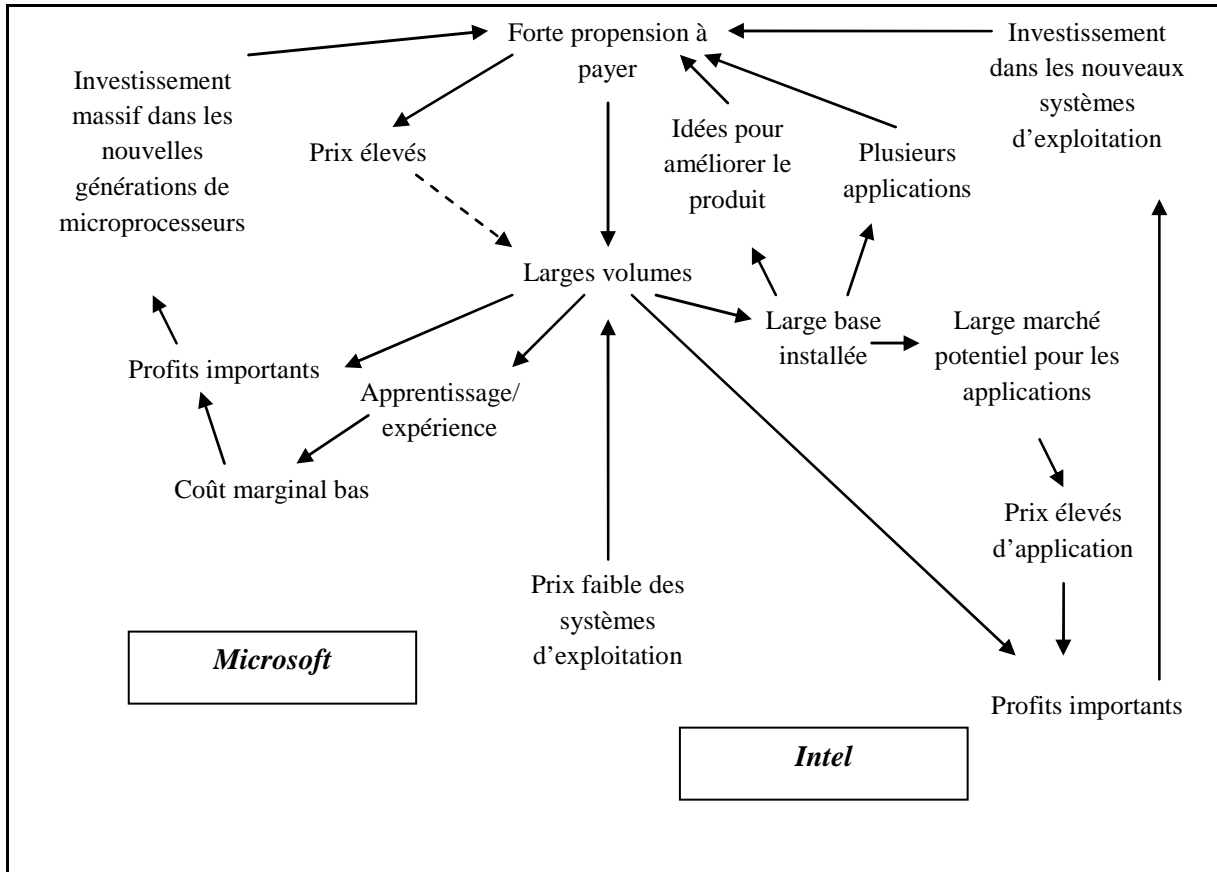 Forte propension à
payer
Investissement
dans les nouveaux
systèmes
d’exploitation
Investissement
massif dans les
nouvelles
générations de
microprocesseurs
Prix élevés
Idées pour
améliorer le
produit
Plusieurs
applications
Larges volumes
Large base
installée
Large marché
potentiel pour les
applications
Profits importants
Apprentissage/
expérience
Coût marginal bas
Prix élevés
d’application
Prix faible des
systèmes
d’exploitation
Microsoft
Profits importants
Intel